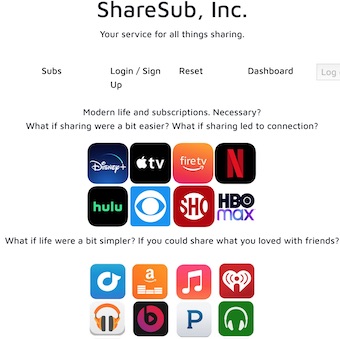 ShareSub, Inc.
Your service for all things sharing.
Subs Login / Sign Up Reset Dashboard Log
Modern life and subscriptions. Necessary?
What if sharing were a bit easier? What if sharing led to connection?
Disney+ tv fire tv N
hulu SHO HBO max
What if life were a bit simpler? If you could share what you loved with friends?
a
P